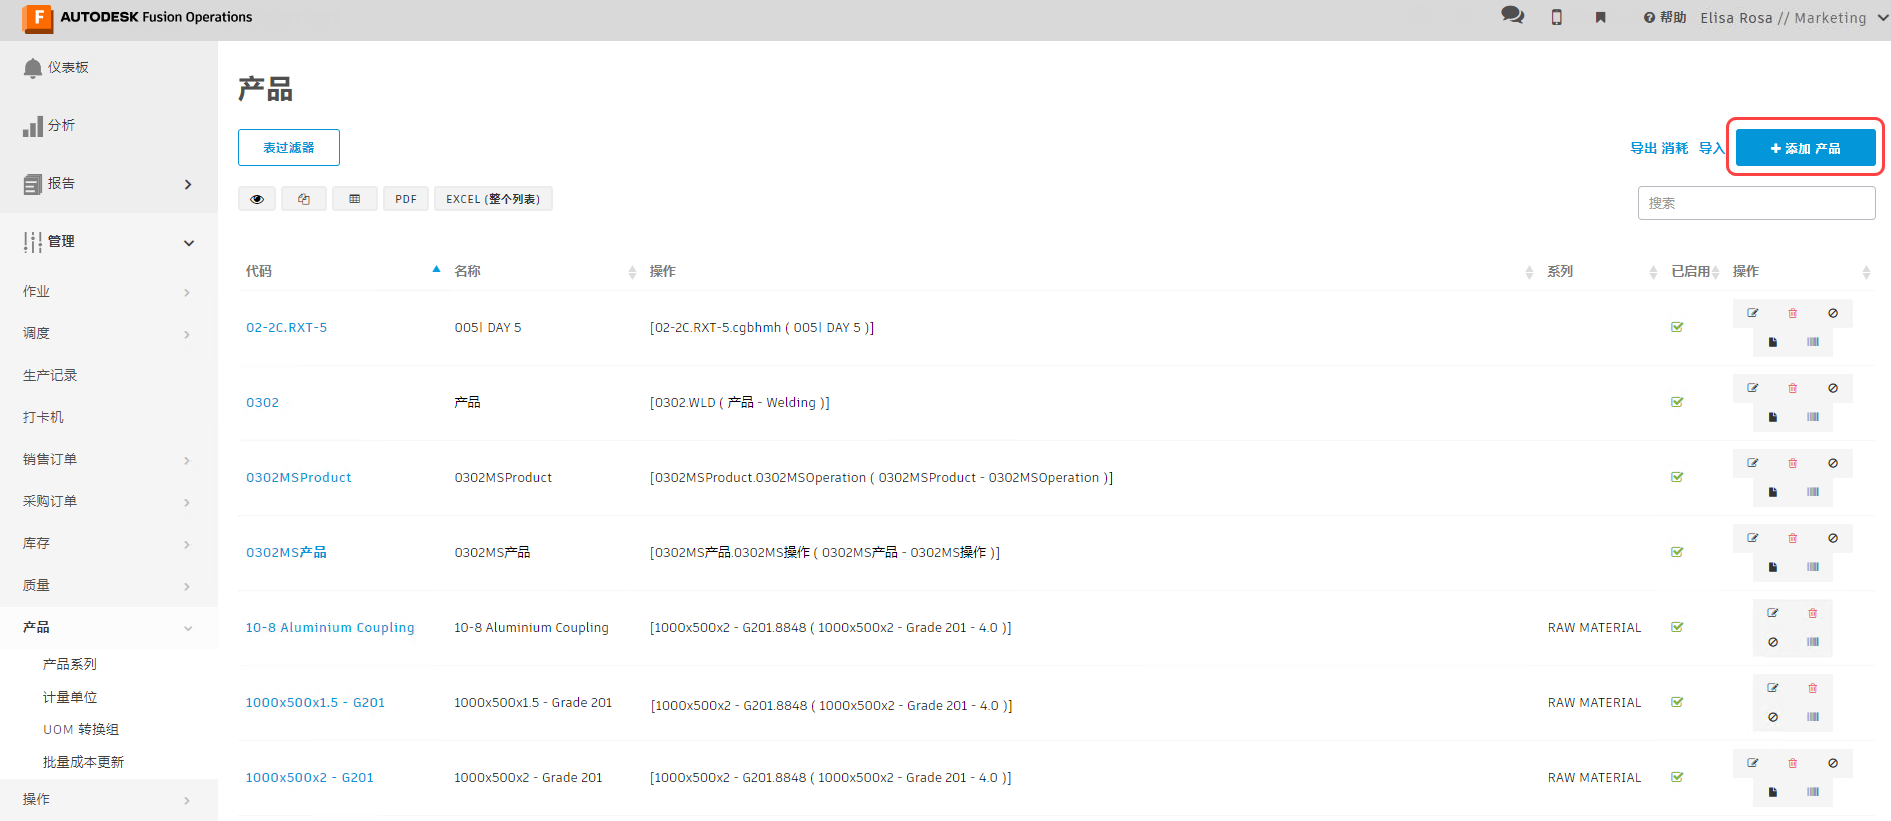 AUTODESK Fusion Operations
帮助
Elisa Rosa // Marketing
仪表板
分析
报告
管理
作业
调度
生产记录
打卡机
销售订单
采购订单
库存
质量
产品
产品系列
计量单位
UOM 转换组
批量成本更新
操作
产品
表过滤器
导出 消耗 导入 添加 产品
PDF EXCEL (整个列表)
搜索
代码 名称 操作 系列 已启用 操作
02-2C.RXT-5 005| DAY 5 [02-2C.RXT-5.cgbhmh ( 005| DAY 5 )]
0302 产品 [0302.WLD ( 产品 - Welding )]
0302MSProduct 0302MSProduct [0302MSProduct.0302MSOperation ( 0302MSProduct - 0302MSOperation )]
0302MS产品 0302MS产品 [0302MS产品.0302MS操作 ( 0302MS产品 - 0302MS操作 )]
10-8 Aluminium Coupling 10-8 Aluminium Coupling [1000x500x2 - G201.8848 ( 1000x500x2 - Grade 201 - 4.0 )] RAW MATERIAL
1000x500x1.5 - G201 1000x500x1.5 - Grade 201 [1000x500x2 - G201.8848 ( 1000x500x2 - Grade 201 - 4.0 )] RAW MATERIAL
1000x500x2 - G201 1000x500x2 - Grade 201 [1000x500x2 - G201.8848 ( 1000x500x2 - Grade 201 - 4.0 )] RAW MATERIAL